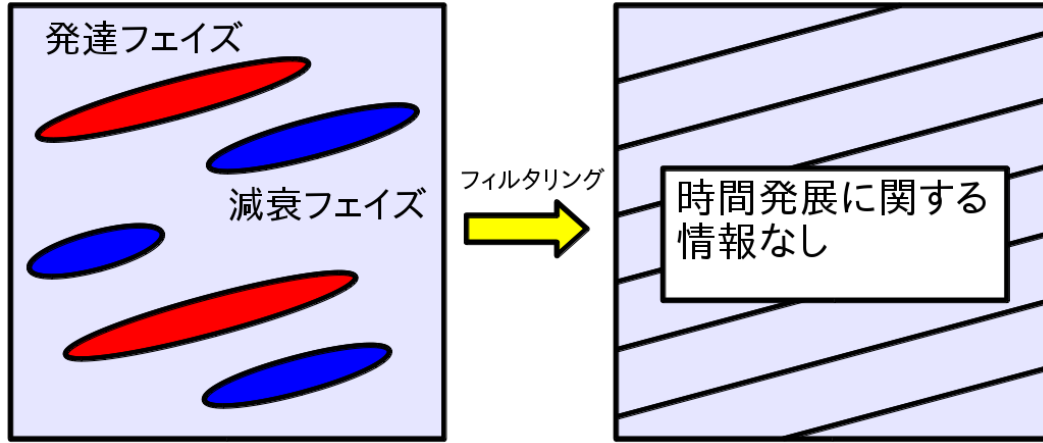 発達フェイズ
減衰フェイズ
フィルタリング
時間発展に関する
情報なし